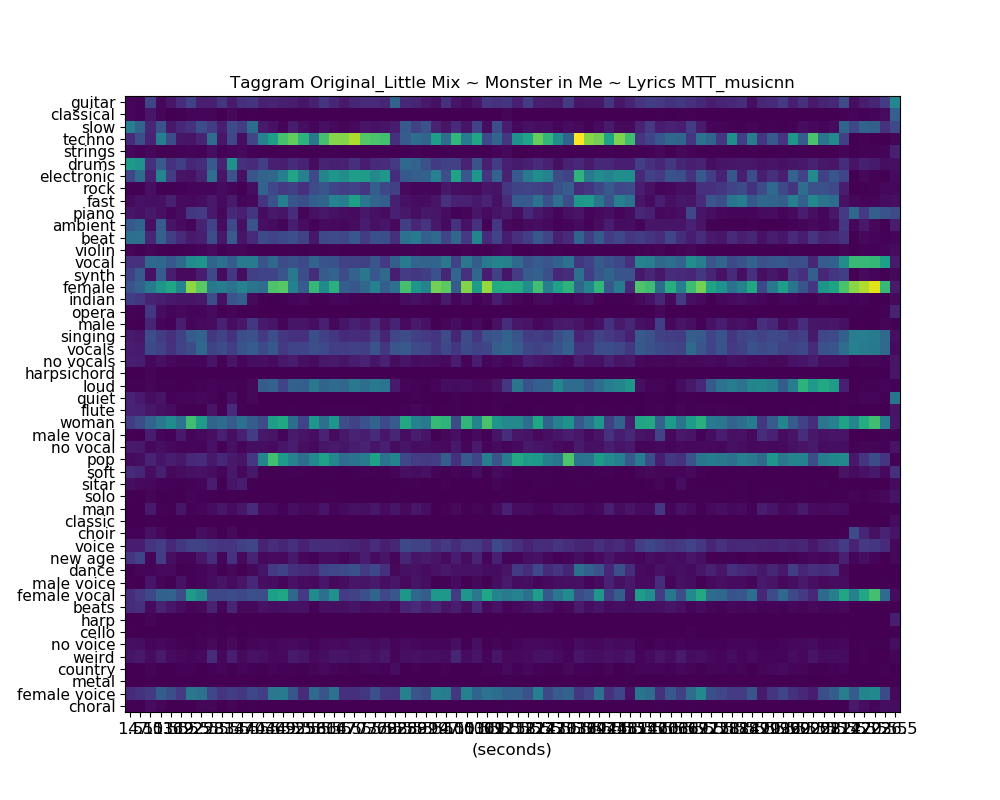 Taggram Original_Little Mix ~ Monster in Me ~ Lyrics MTT_musicnn
guitar
classical
slow
techno
strings
drums
electronic
rock
fast
piano
ambient
beat
violin
vocal
synth
female
indian
opera
male
singing
vocals
no vocals
harpsichord
loud
quiet
flute
woman
male vocal
no vocal
pop
soft
sitar
solo
man
classic
choir
voice
new age
dance
male voice
female vocal
beats
harp
cello
no voice
weird
country
metal
female voice
choral
(seconds)